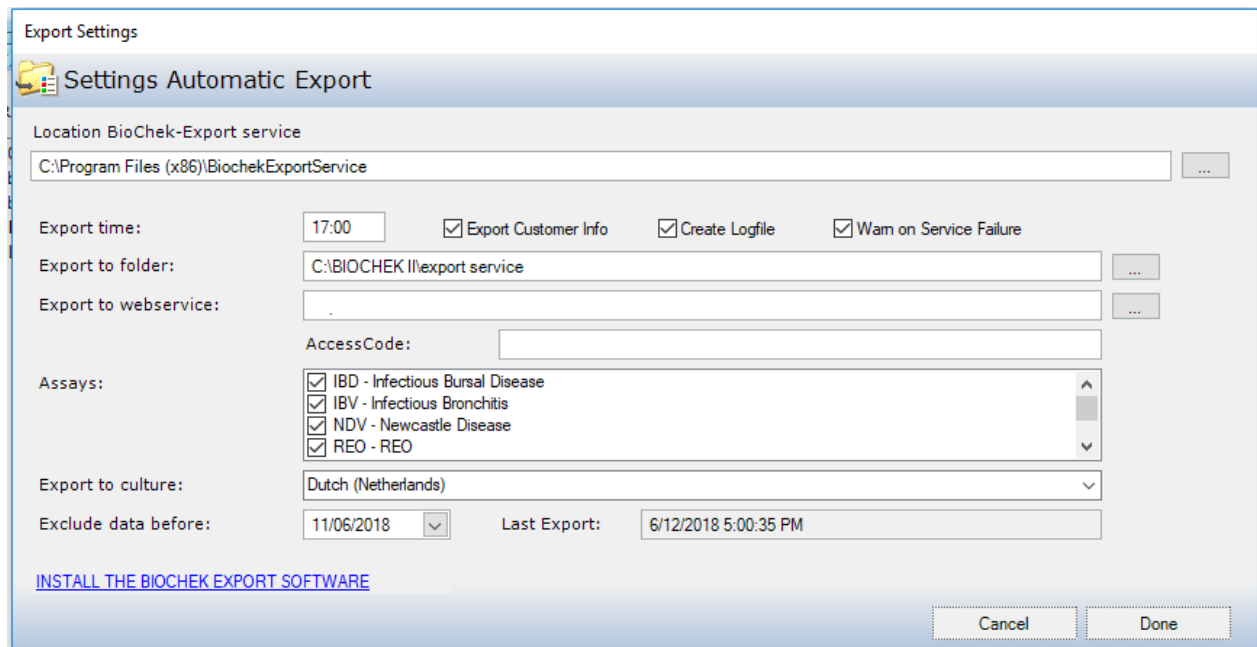 Export Settings
Settings Automatic Export
Location BioChek-Export service
C:\Program Files (x86)\BiochekExportService
...
Export time:
17:00
Export Customer Info
Create Logfile
Warn on Service Failure
Export to folder:
C:\BIOCHEK II\export service
...
Export to webservice:
.
...
AccessCode:
Assays:
IBD - Infectious Bursal Disease
IBV - Infectious Bronchitis
NDV - Newcastle Disease
REO - REO
Export to culture:
Dutch (Netherlands)
Exclude data before:
11/06/2018
Last Export:
6/12/2018 5:00:35 PM
INSTALL THE BIOCHEK EXPORT SOFTWARE
Cancel
Done